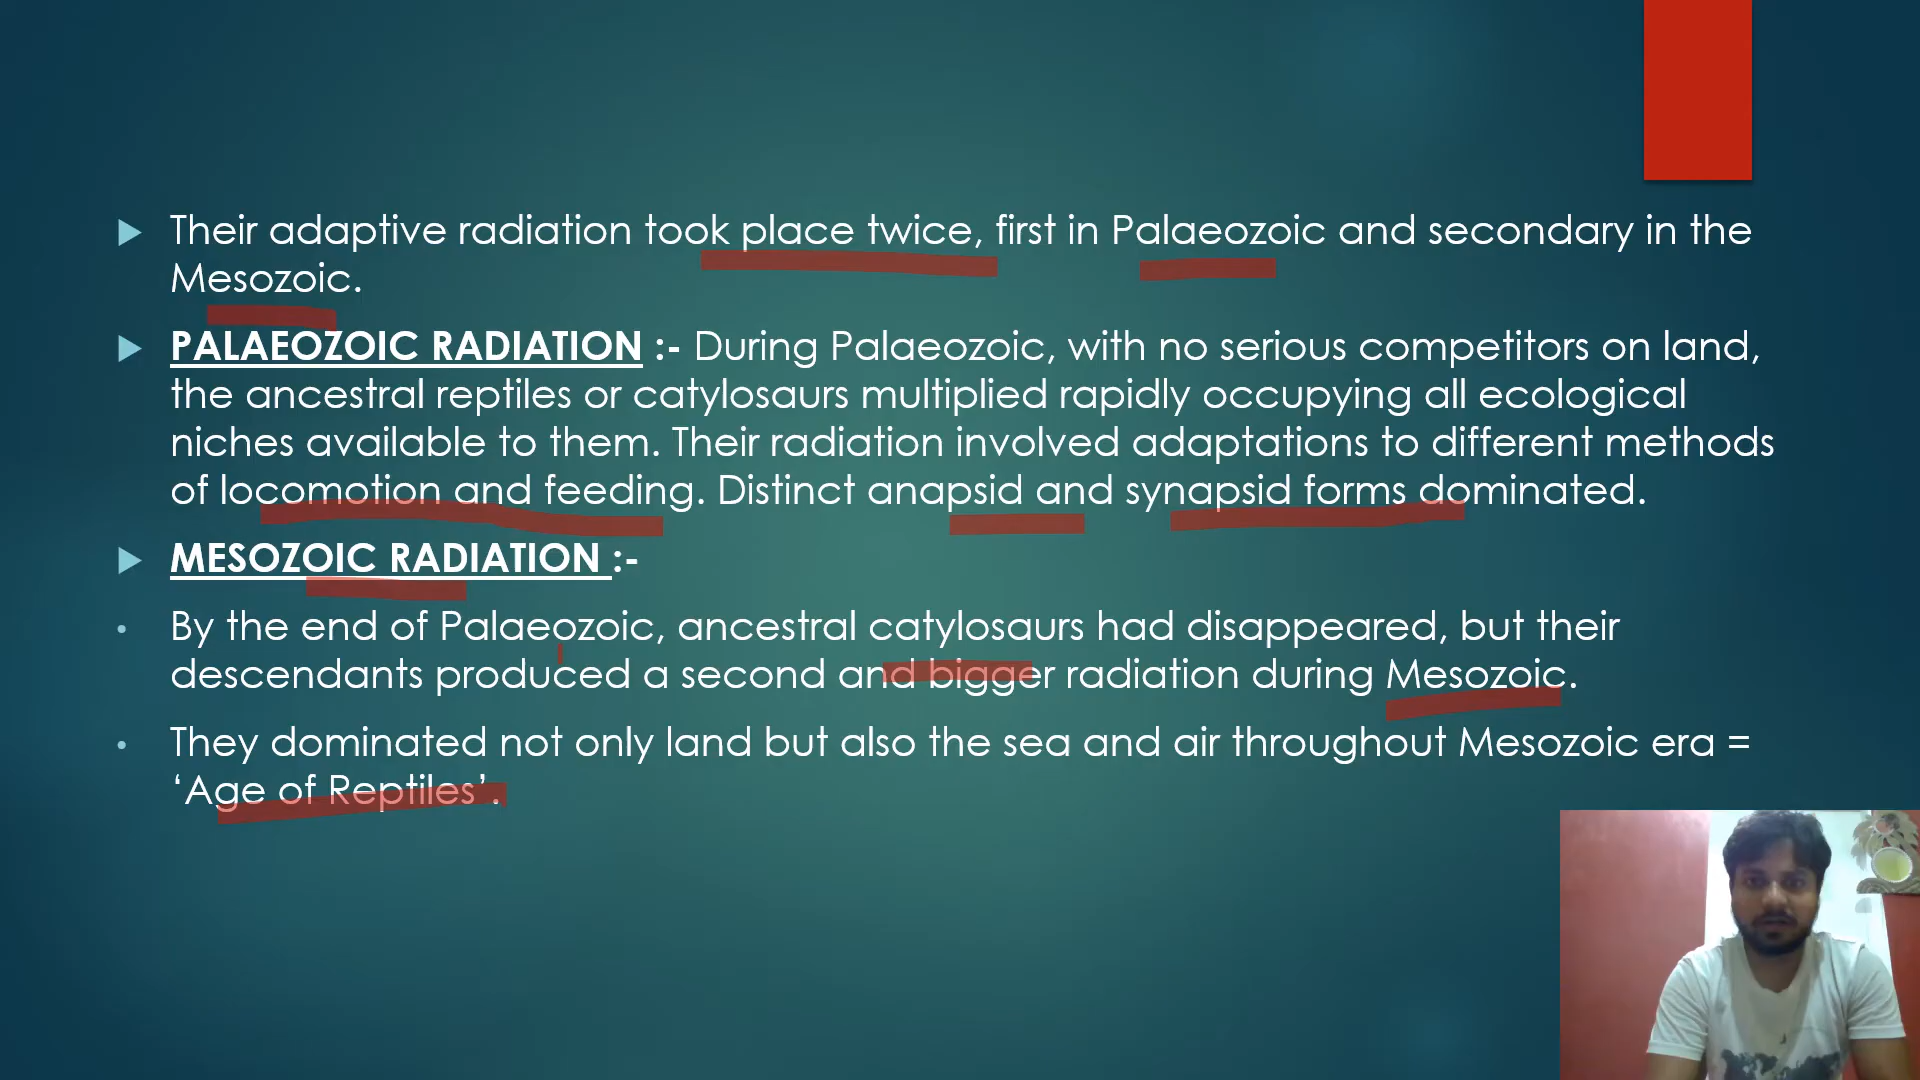 Their adaptive radiation took place twice, first in Palaeozoic and secondary in the
Mesozoic.
PALAEOZOIC RADIATION :- During Palaeozoic, with no serious competitors on land,
the ancestral reptiles or catylosaurs multiplied rapidly occupying all ecological
niches available to them. Their radiation involved adaptations to different methods
of locomotion and feeding. Distinct anapsid and synapsid forms dominated.
MESOZOIC RADIATION :-
By the end of Palaeozoic, ancestral catylosaurs had disappeared, but their
descendants produced a second and bigger radiation during Mesozoic.
They dominated not only land but also the sea and air throughout Mesozoic era =
‘Age of Reptiles’.